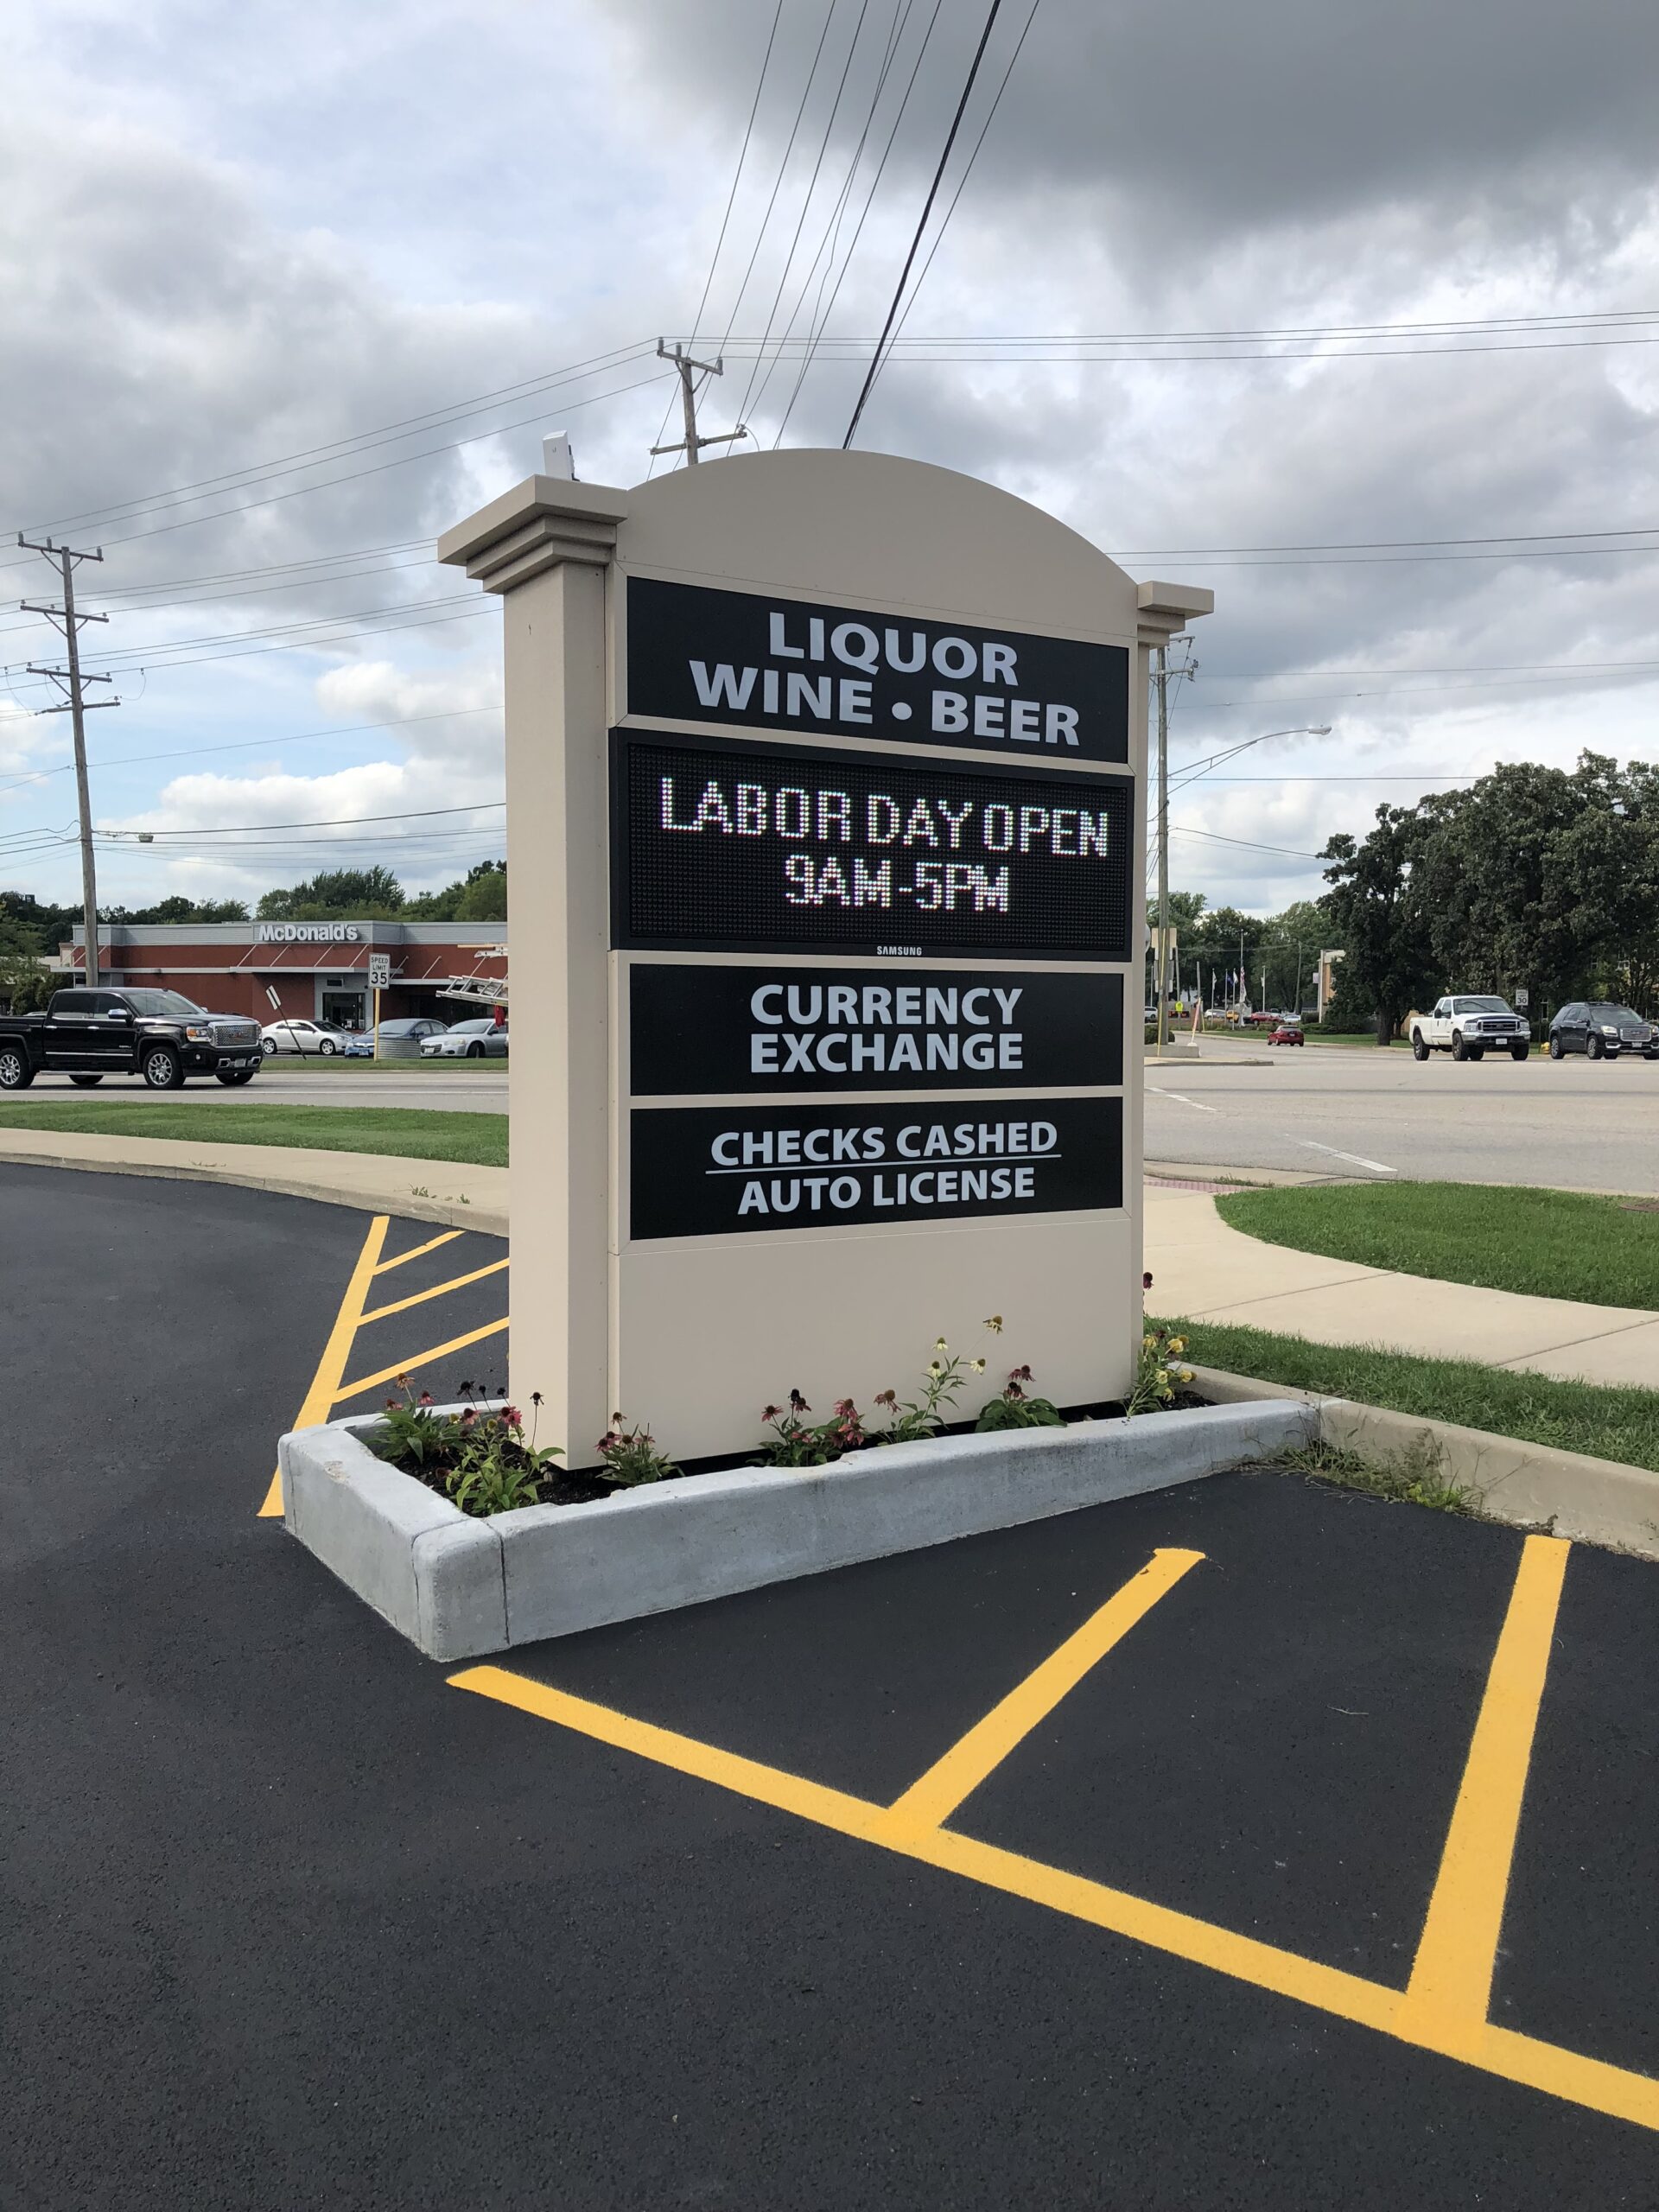 LIQUOR
WINE • BEER
LABOR DAY OPEN
9AM-5PM
SAMSUNG
CURRENCY
EXCHANGE
CHECKS CASHED
AUTO LICENSE
McDonald's
SPEED
LIMIT
35
30